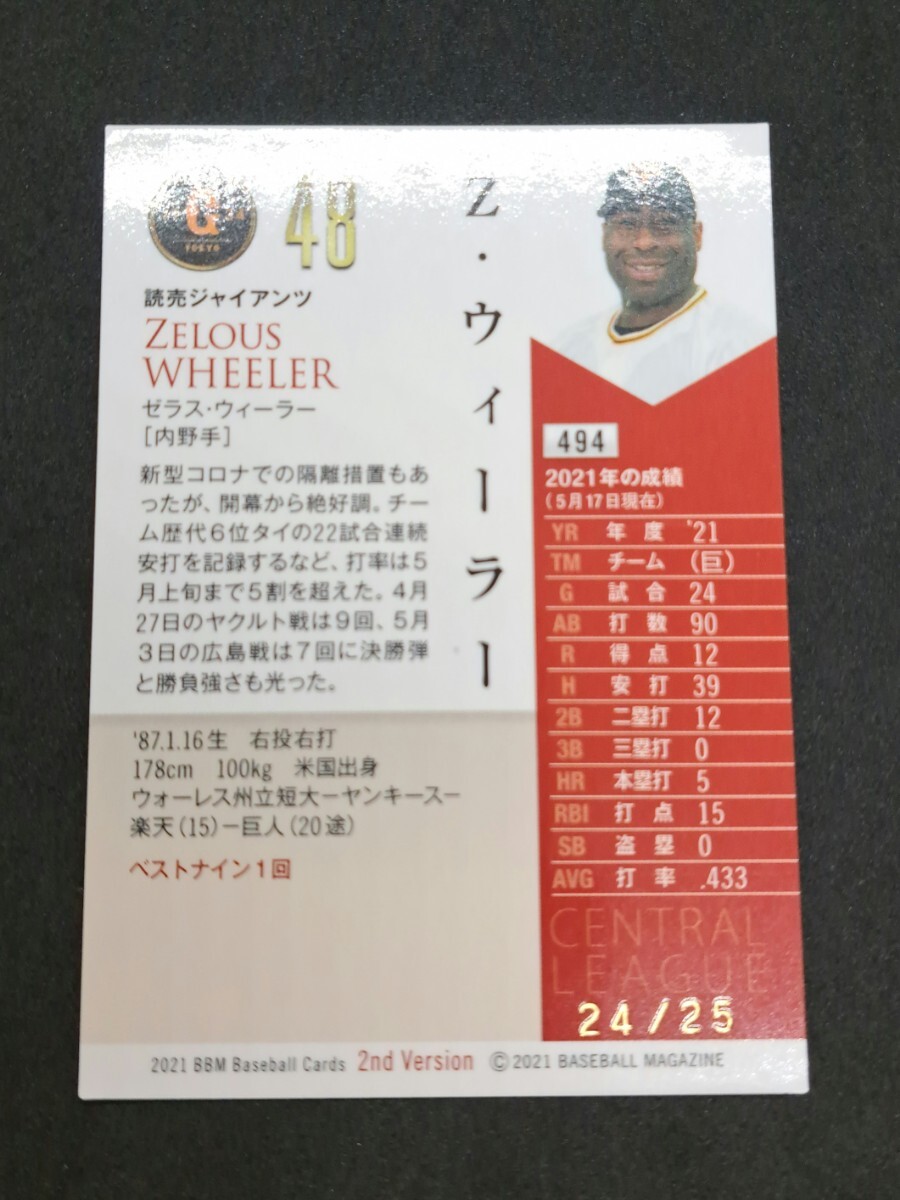 G
TOKYO
48
読売ジャイアンツ
ZELOUS
WHEELER
ゼラス・ウィーラー
[内野手]
新型コロナでの隔離措置もあ
ったが、開幕から絶好調。チー
ム歴代6位タイの22試合連続
安打を記録するなど、打率は5
月上旬まで5割を超えた。4月
27日のヤクルト戦は9回、5月
3日の広島戦は7回に決勝弾
と勝負強さも光った。
Z・ウィーラー
'87.1.16生 右投右打
178cm 100kg 米国出身
ウォーレス州立短大－ヤンキース－
楽天(15)－巨人(20途)
ベストナイン1回
494
2021年の成績
(5月17日現在)
YR 年度 '21
TM チーム (巨)
G 試合 24
AB 打数 90
R 得点 12
H 安打 39
2B 二塁打 12
3B 三塁打 0
HR 本塁打 5
RBI 打点 15
SB 盗塁 0
AVG 打率 .433
CENTRAL
LEAGUE
24/25
2021 BBM Baseball Cards 2nd Version ©2021 BASEBALL MAGAZINE